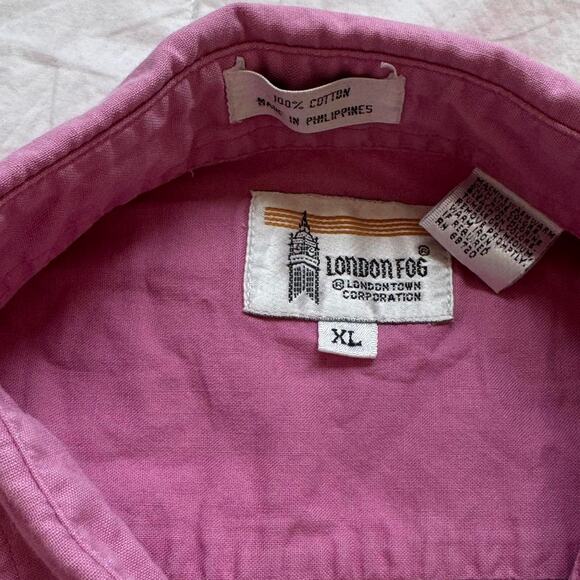 100% COTTON
MADE IN PHILIPPINES
LONDON FOG®
® LONDONTOWN
CORPORATION
XL
RN 68720